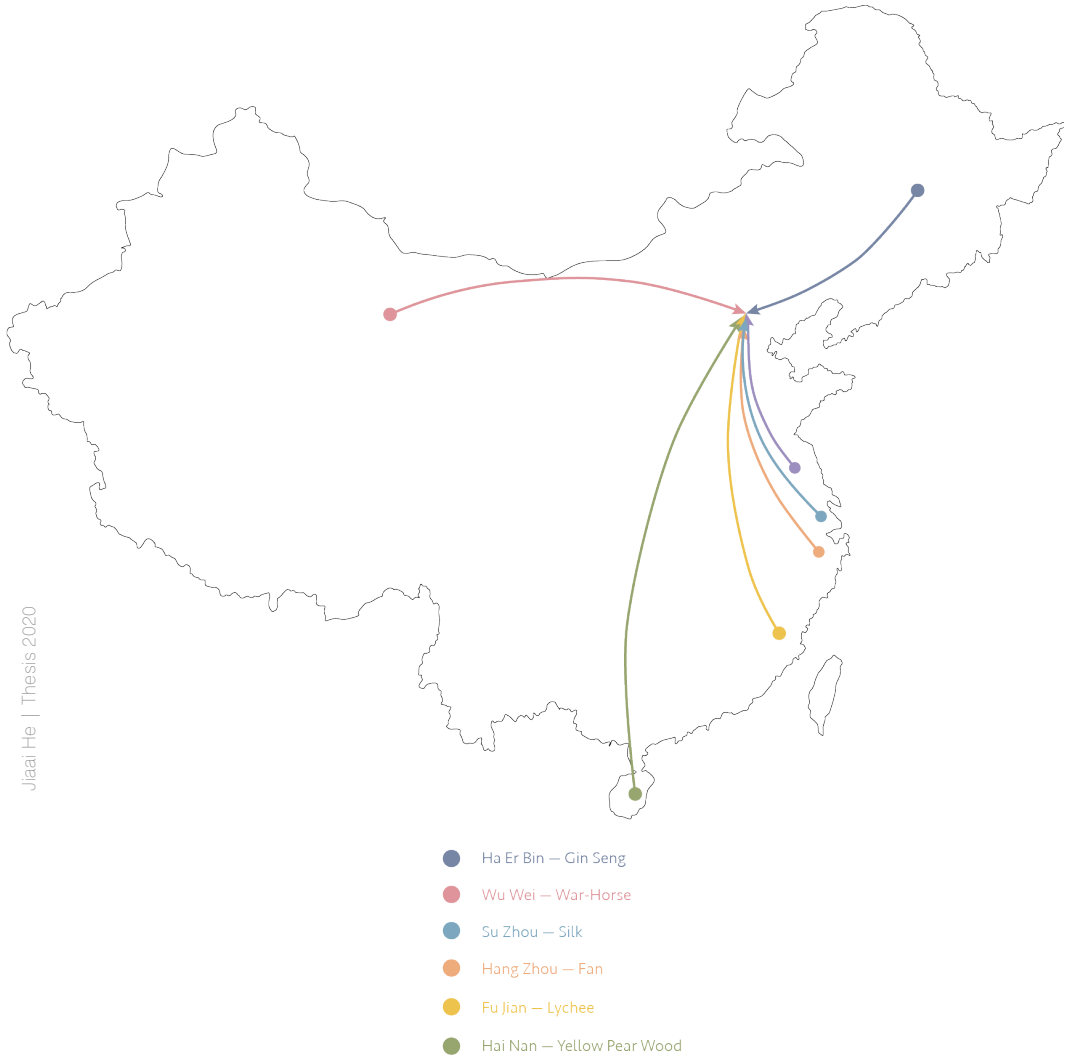 Jiaai He | Thesis 2020
Ha Er Bin — Gin Seng
Wu Wei — War-Horse
Su Zhou — Silk
Hang Zhou — Fan
Fu Jian — Lychee
Hai Nan — Yellow Pear Wood